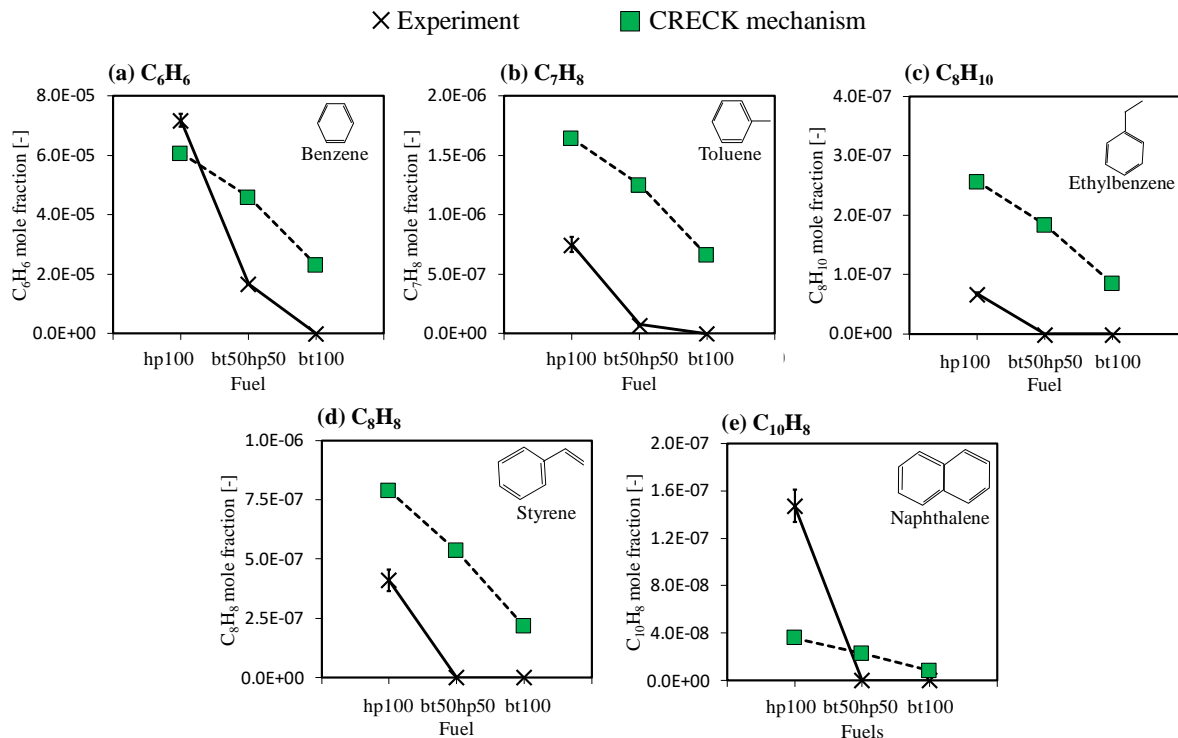 Experiment CRECK mechanism
(a) C₆H₆
C₆H₆ mole fraction [-]
8.0E-05
6.0E-05
4.0E-05
2.0E-05
0.0E+00
Benzene
hp100 bt50hp50 bt100
Fuel
(b) C₇H₈
C₇H₈ mole fraction [-]
2.0E-06
1.5E-06
1.0E-06
5.0E-07
0.0E+00
Toluene
hp100 bt50hp50 bt100
Fuel
(c) C₈H₁₀
C₈H₁₀ mole fraction [-]
4.0E-07
3.0E-07
2.0E-07
1.0E-07
0.0E+00
Ethylbenzene
hp100 bt50hp50 bt100
Fuel
(d) C₈H₈
C₈H₈ mole fraction [-]
1.0E-06
7.5E-07
5.0E-07
2.5E-07
0.0E+00
Styrene
hp100 bt50hp50 bt100
Fuel
(e) C₁₀H₈
C₁₀H₈ mole fraction [-]
2.0E-07
1.6E-07
1.2E-07
8.0E-08
4.0E-08
0.0E+00
Naphthalene
hp100 bt50hp50 bt100
Fuels